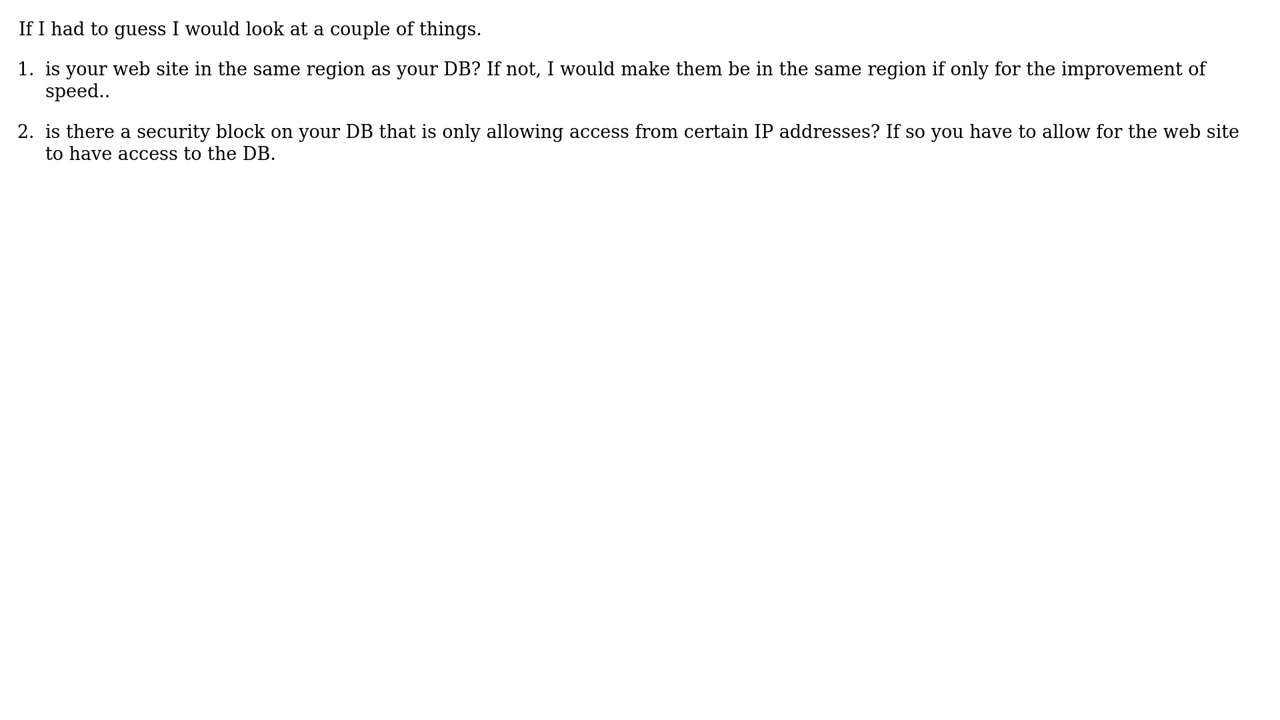 If I had to guess I would look at a couple of things.
1. is your web site in the same region as your DB? If not, I would make them be in the same region if only for the improvement of
speed..
2. is there a security block on your DB that is only allowing access from certain IP addresses? If so you have to allow for the web site
to have access to the DB.